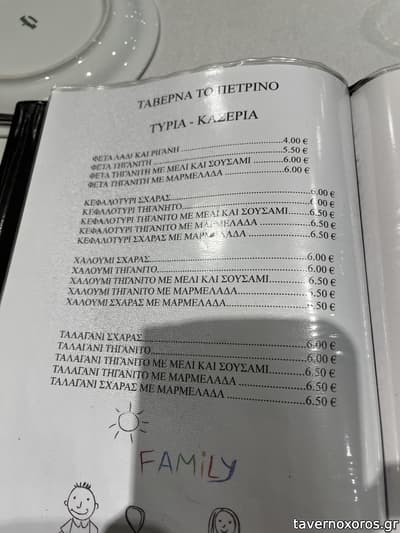 ΤΑΒΕΡΝΑ ΤΟ ΠΕΤΡΙΝΟ
ΤΥΡΙΑ - ΚΑΣΕΡΙΑ
ΦΕΤΑ ΛΑΔΙ ΚΑΙ ΡΙΓΑΝΗ ........ 4.00 €
ΦΕΤΑ ΤΗΓΑΝΙΤΗ ........ 5.50 €
ΦΕΤΑ ΤΗΓΑΝΙΤΗ ΜΕ ΜΕΛΙ ΚΑΙ ΣΟΥΣΑΜΙ ........ 6.00 €
ΦΕΤΑ ΤΗΓΑΝΙΤΗ ΜΕ ΜΑΡΜΕΛΑΔΑ ........ 6.00 €
ΚΕΦΑΛΟΤΥΡΙ ΣΧΑΡΑΣ ........ 6.00 €
ΚΕΦΑΛΟΤΥΡΙ ΤΗΓΑΝΙΤΟ ........ 6.00 €
ΚΕΦΑΛΟΤΥΡΙ ΤΗΓΑΝΙΤΟ ΜΕ ΜΕΛΙ ΚΑΙ ΣΟΥΣΑΜΙ ........ 6.50 €
ΚΕΦΑΛΟΤΥΡΙ ΤΗΓΑΝΙΤΟ ΜΕ ΜΑΡΜΕΛΑΔΑ ........ 6.50 €
ΚΕΦΑΛΟΤΥΡΙ ΣΧΑΡΑΣ ΜΕ ΜΑΡΜΕΛΑΔΑ ........ 6.50 €
ΧΑΛΟΥΜΙ ΣΧΑΡΑΣ ........ 6.00 €
ΧΑΛΟΥΜΙ ΤΗΓΑΝΙΤΟ ........ 6.00 €
ΧΑΛΟΥΜΙ ΤΗΓΑΝΙΤΟ ΜΕ ΜΕΛΙ ΚΑΙ ΣΟΥΣΑΜΙ ........ 6.50 €
ΧΑΛΟΥΜΙ ΤΗΓΑΝΙΤΟ ΜΕ ΜΑΡΜΕΛΑΔΑ ........ 6.50 €
ΧΑΛΟΥΜΙ ΣΧΑΡΑΣ ΜΕ ΜΑΡΜΕΛΑΔΑ ........ 6.50 €
ΤΑΛΑΓΑΝΙ ΣΧΑΡΑΣ ........ 6.00 €
ΤΑΛΑΓΑΝΙ ΤΗΓΑΝΙΤΟ ........ 6.00 €
ΤΑΛΑΓΑΝΙ ΤΗΓΑΝΙΤΟ ΜΕ ΜΕΛΙ ΚΑΙ ΣΟΥΣΑΜΙ ........ 6.50 €
ΤΑΛΑΓΑΝΙ ΤΗΓΑΝΙΤΟ ΜΕ ΜΑΡΜΕΛΑΔΑ ........ 6.50 €
ΤΑΛΑΓΑΝΙ ΣΧΑΡΑΣ ΜΕ ΜΑΡΜΕΛΑΔΑ ........ 6.50 €
FAMiLY
tavernoxoros.gr